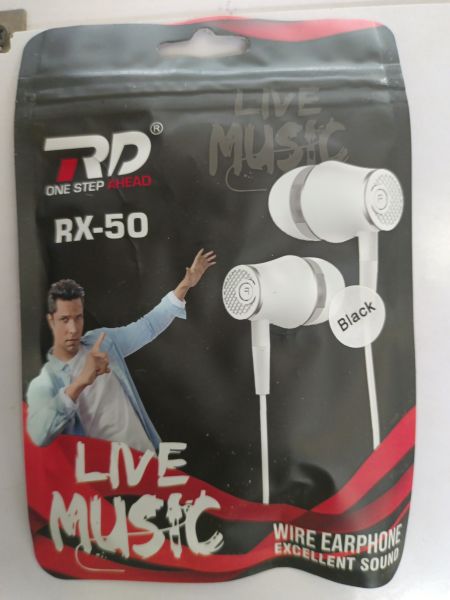 LIVE
MUSIC
RD®
ONE STEP AHEAD
RX-50
Black
LIVE
MUSIC
WIRE EARPHONE
EXCELLENT SOUND